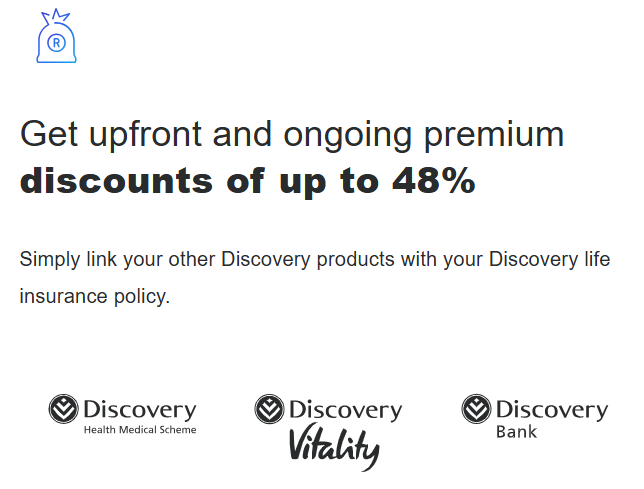 R
Get upfront and ongoing premium
discounts of up to 48%
Simply link your other Discovery products with your Discovery life
insurance policy.
Discovery
Health Medical Scheme
Discovery
Vitality
Discovery
Bank